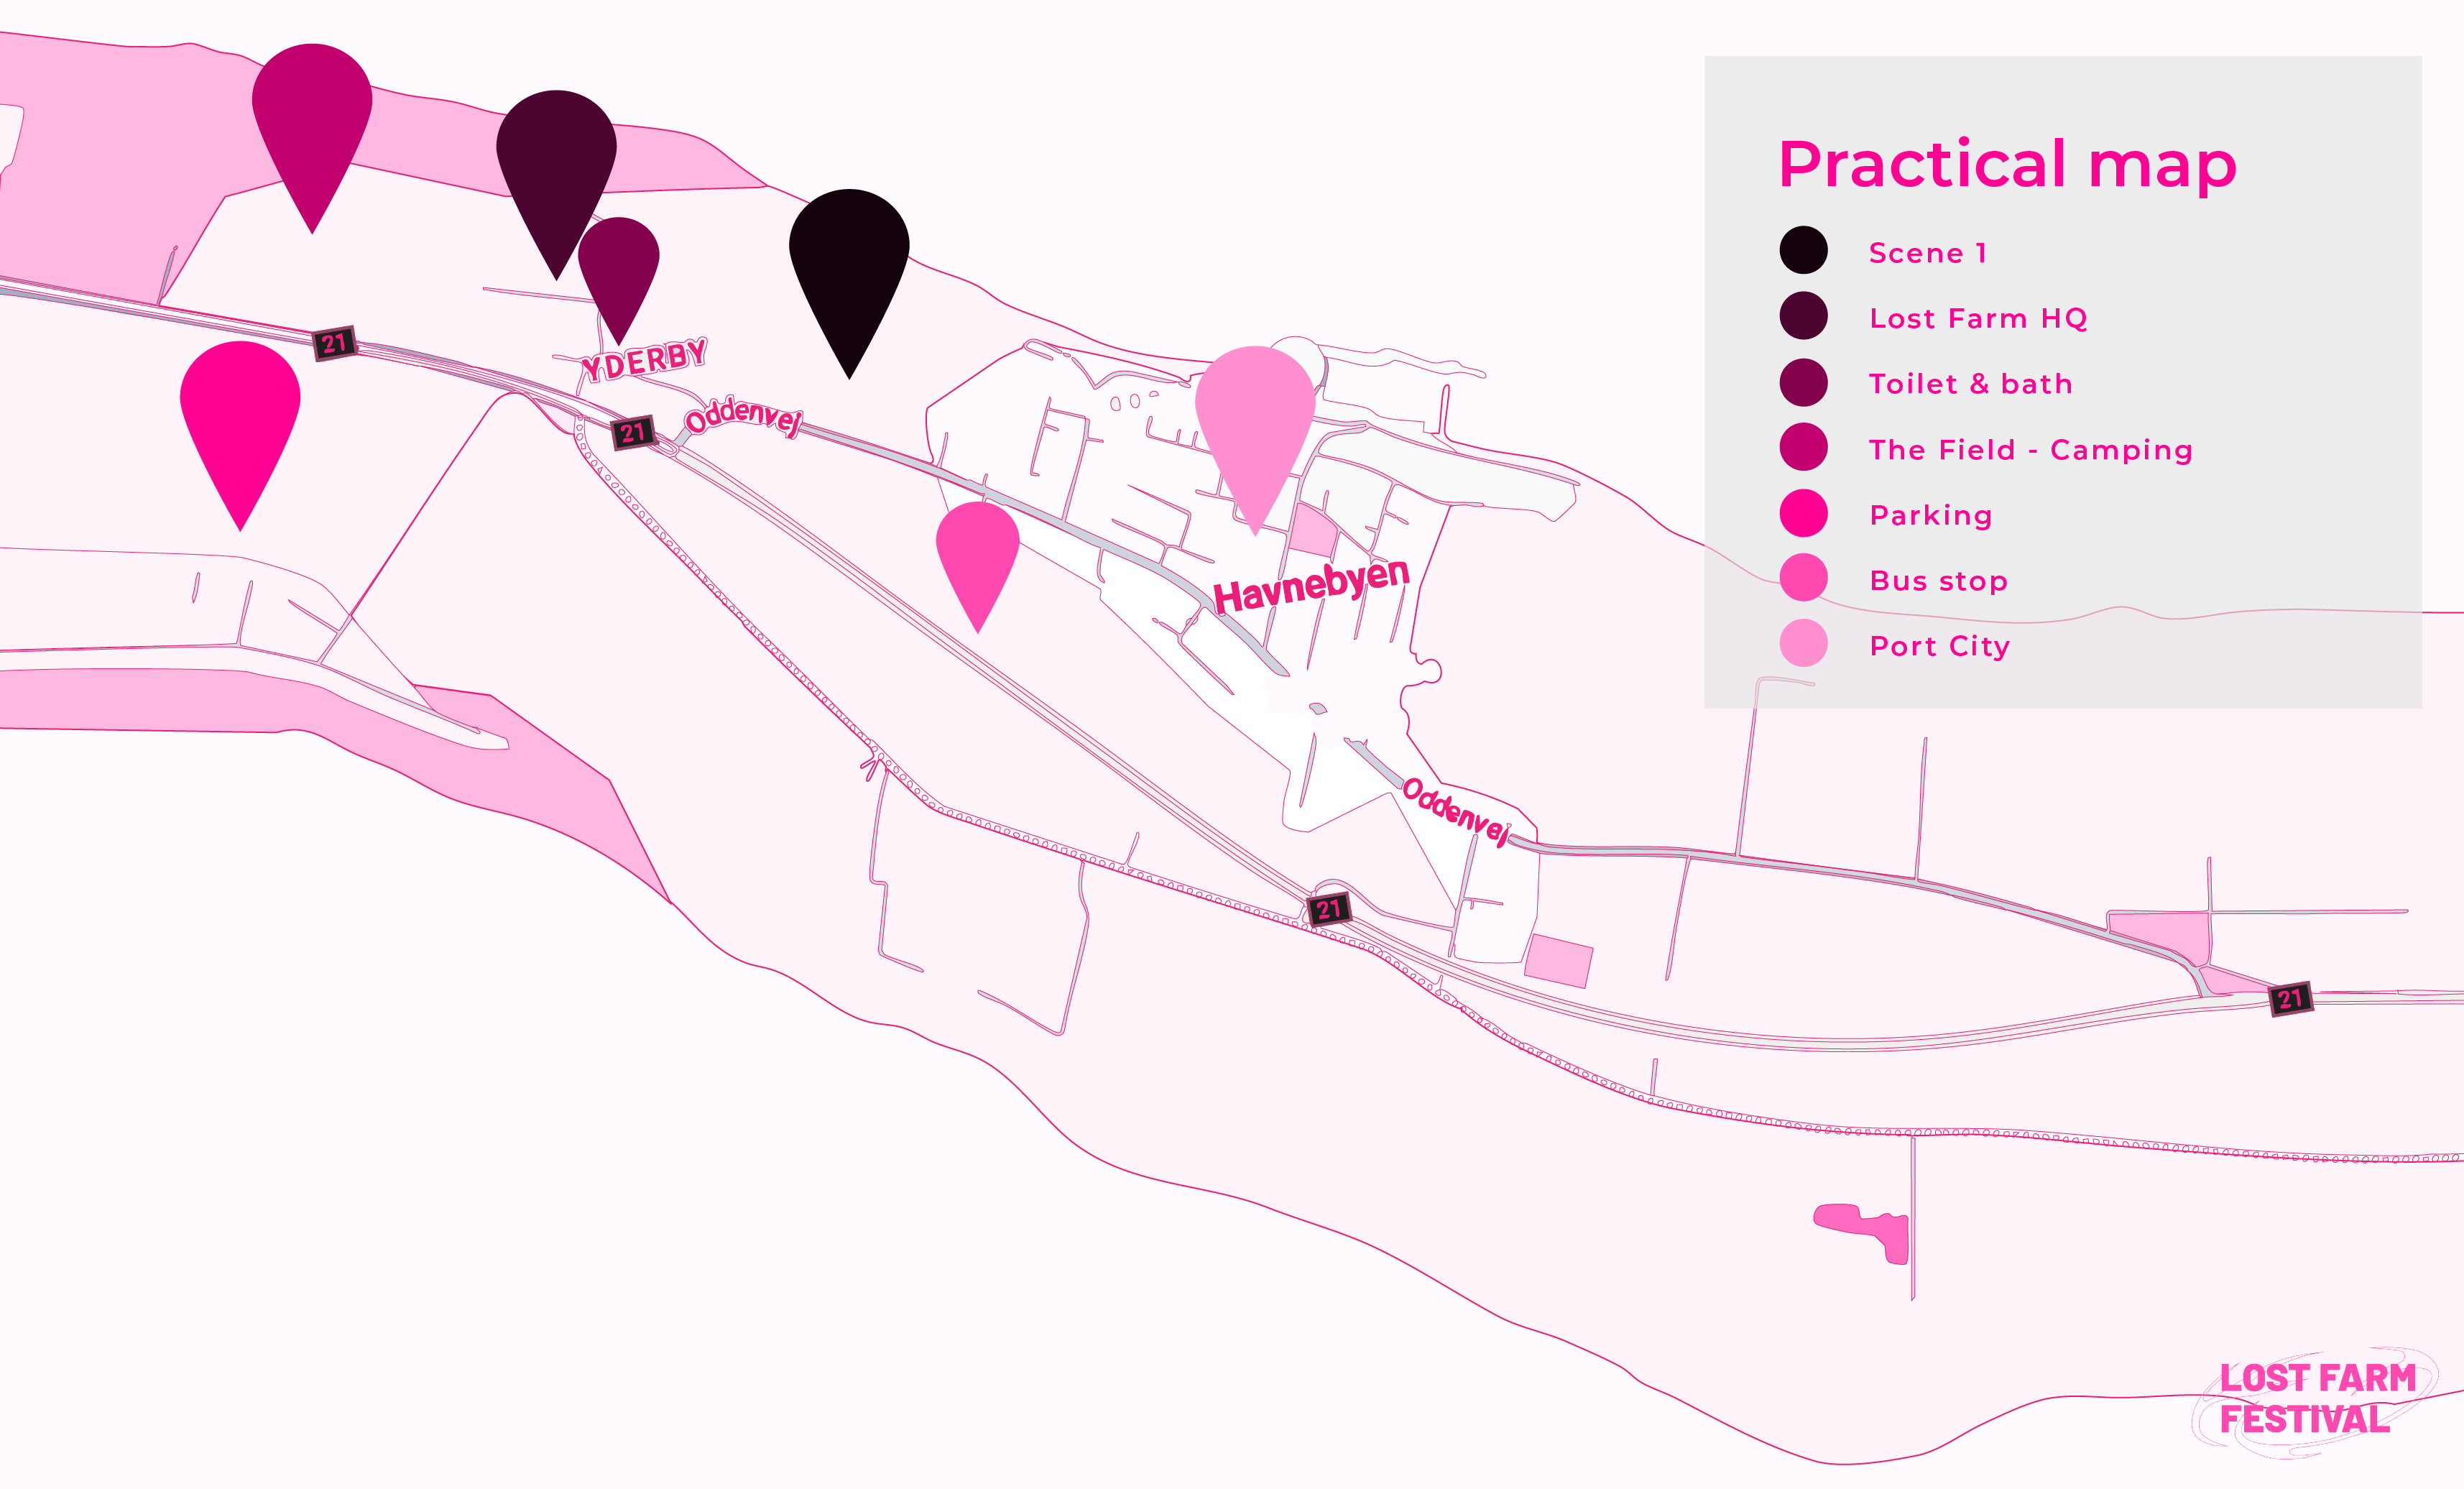 Practical map
Scene 1
Lost Farm HQ
Toilet & bath
The Field - Camping
Parking
Bus stop
Port City
21
YDERBY
21
Oddenvej
Havnebyen
Oddenvej
21
21
LOST FARM
FESTIVAL